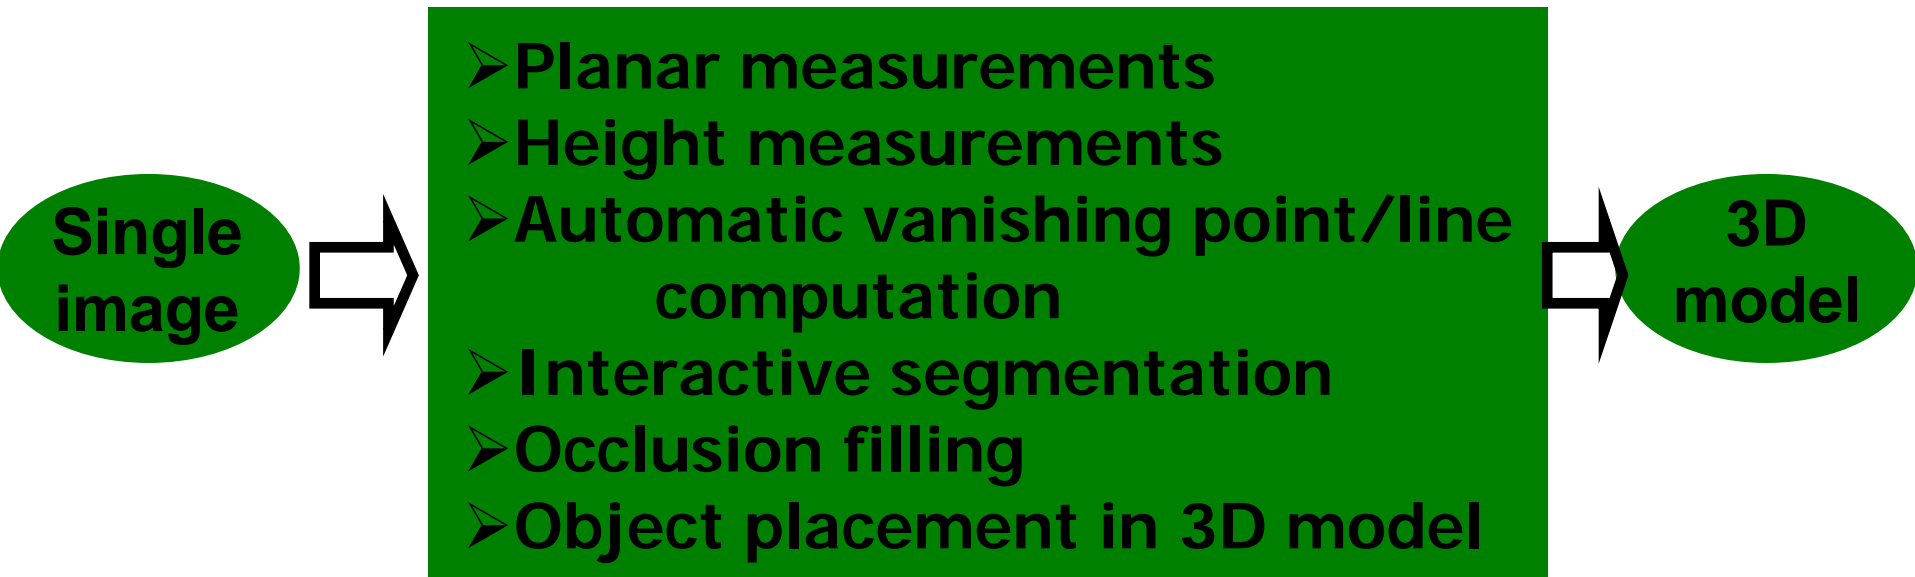 Single
image
➢Planar measurements
➢Height measurements
➢Automatic vanishing point/line
computation
➢Interactive segmentation
➢Occlusion filling
➢Object placement in 3D model
3D
model